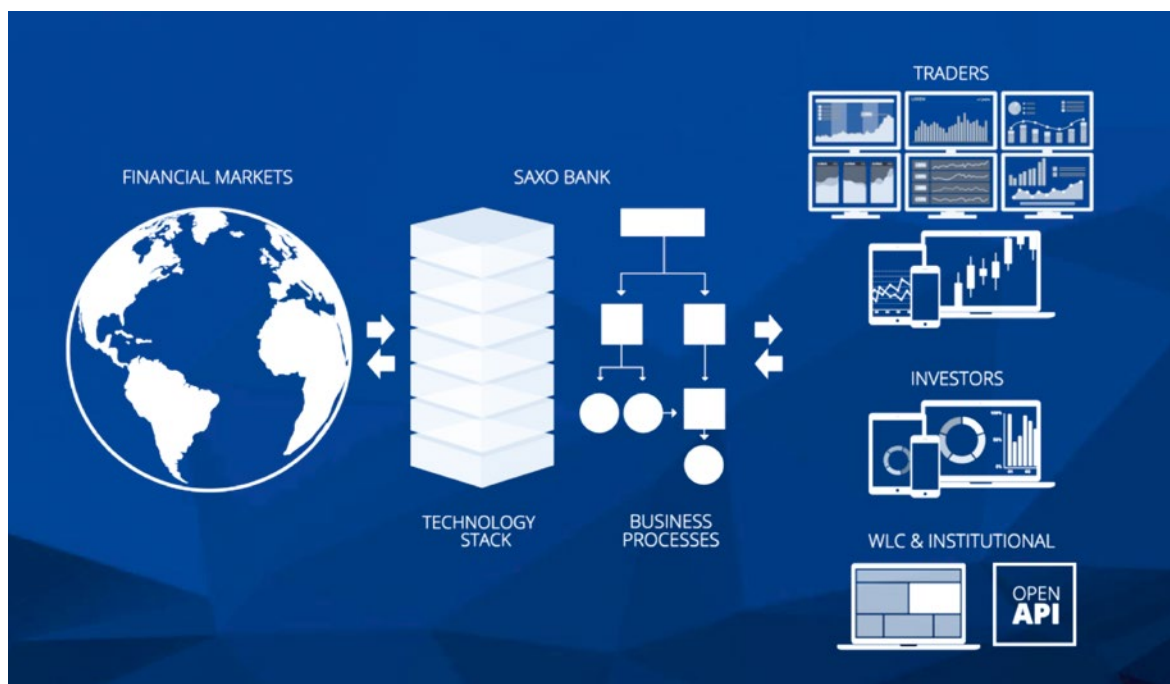 TRADERS
FINANCIAL MARKETS
SAXO BANK
INVESTORS
TECHNOLOGY
STACK
BUSINESS
PROCESSES
WLC & INSTITUTIONAL
OPEN
API